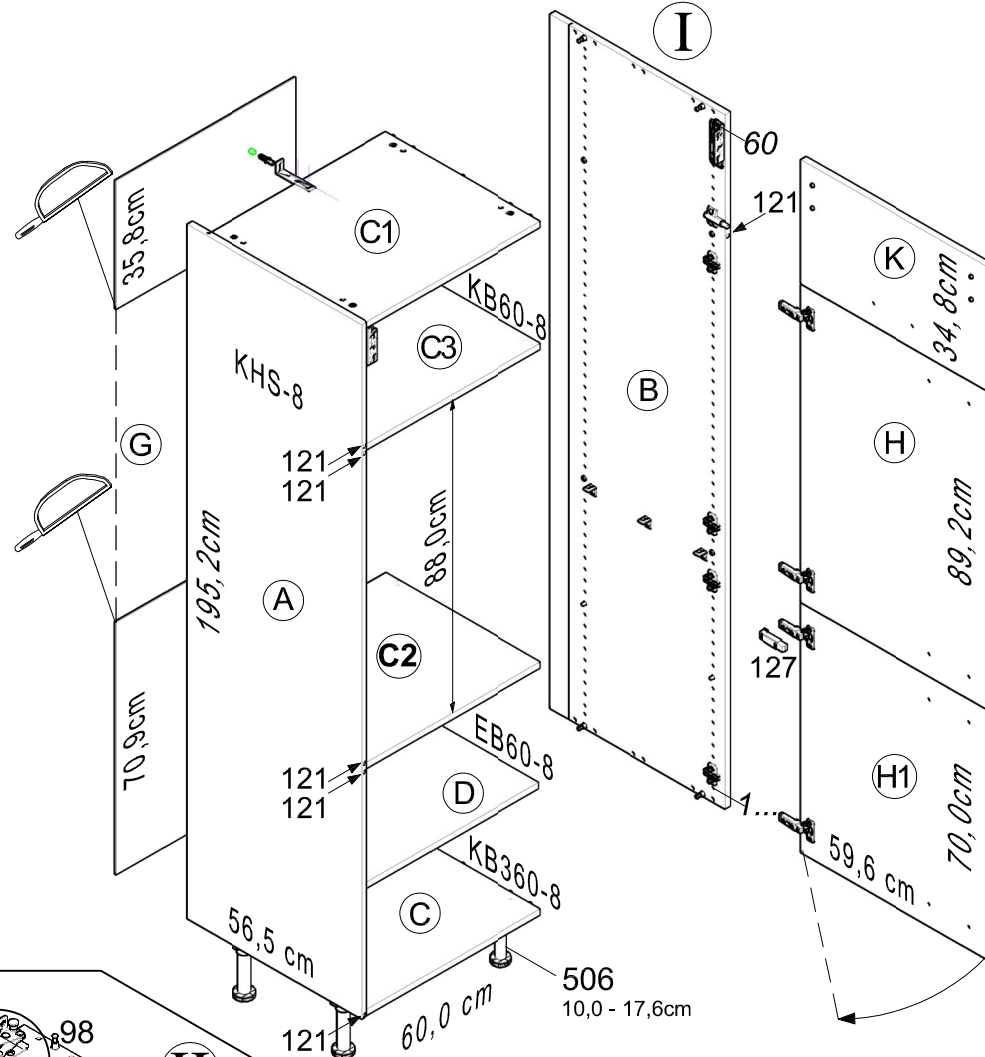 I
60
121
35,8cm
C1
K
34,8cm
KB60-8
C3
KHS-8
B
G
H
121
121
88,0cm
89,2cm
195,2cm
A
C2
127
70,9cm
EB60-8
121
121
D
H1
1...
70,0cm
59,6 cm
KB360-8
C
56,5 cm
506
10,0 - 17,6cm
60,0 cm
121
98